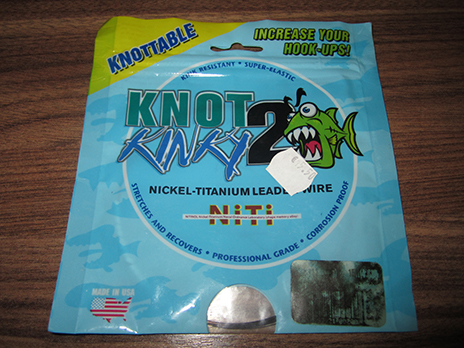 KNOTTABLE
INCREASE YOUR
HOOK-UPS!
KINK RESISTANT • SUPER-ELASTIC
KNOT 2
KINKY
NICKEL-TITANIUM LEADER WIRE
NiTi
STRETCHES AND RECOVERS • PROFESSIONAL GRADE • CORROSION PROOF
MADE IN USA